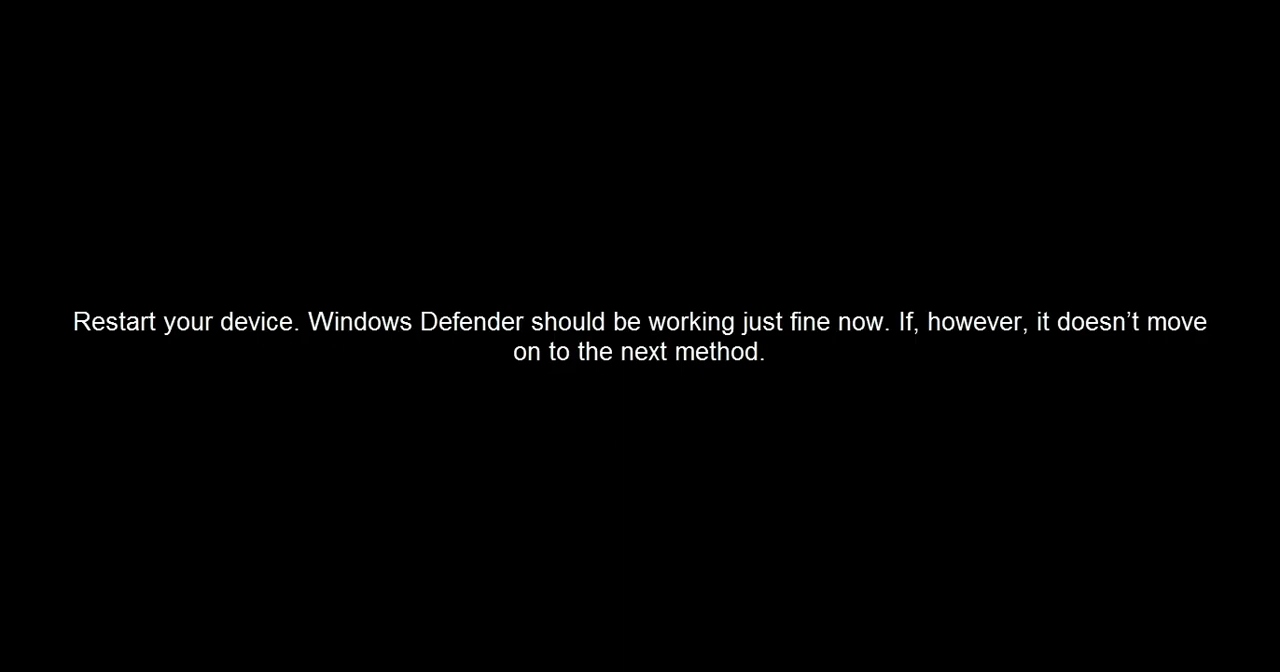 Restart your device. Windows Defender should be working just fine now. If, however, it doesn’t move
on to the next method.